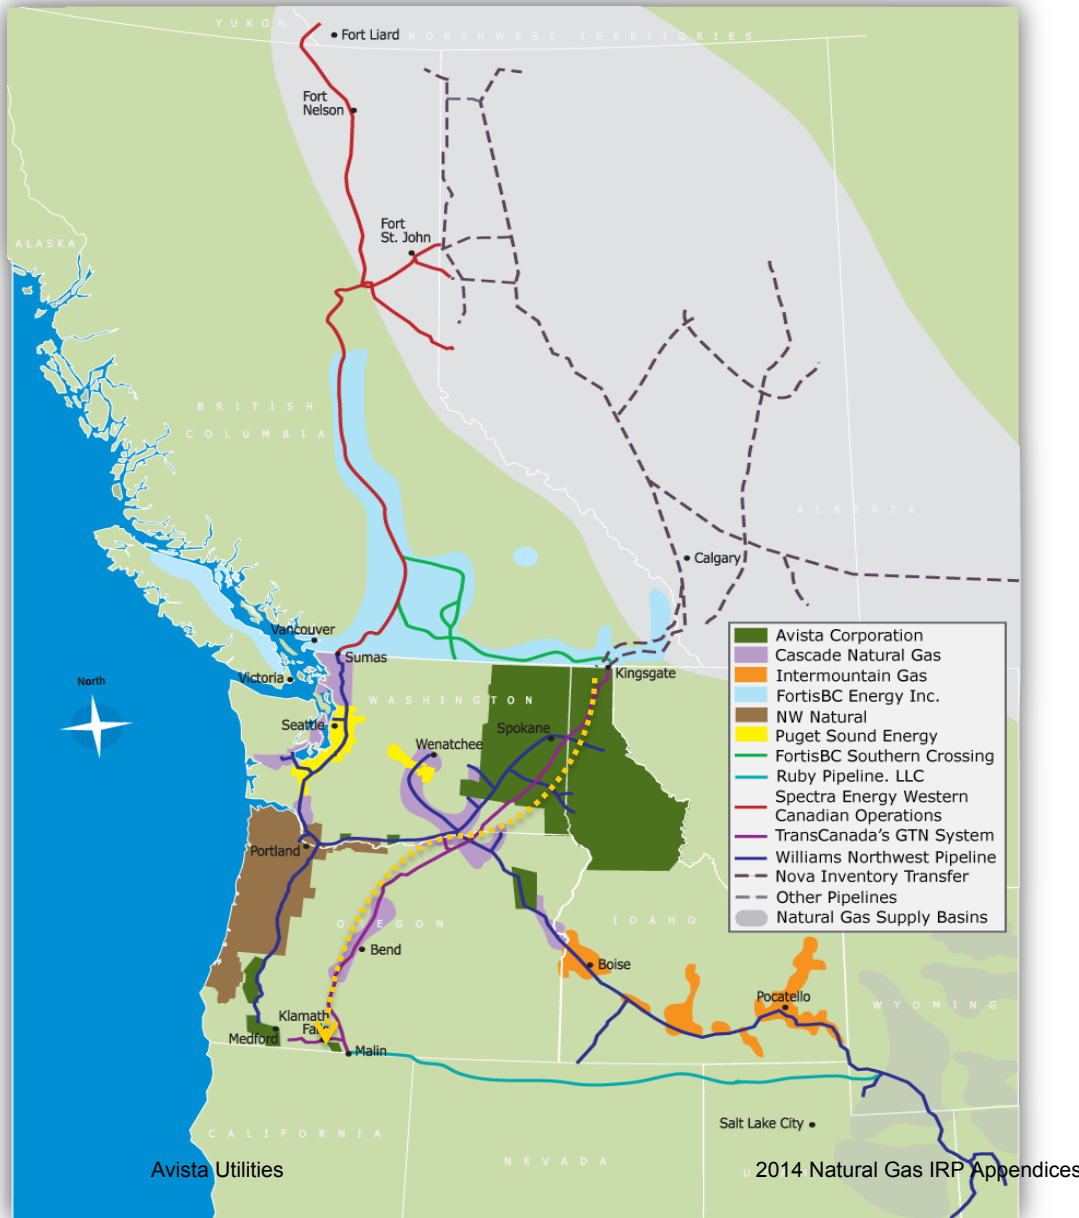 YUKON
NORTHWEST TERRITORIES
Fort Liard
Fort
Nelson
Fort
St. John
ALASKA
BRITISH
COLUMBIA
ALBERTA
Calgary
Vancouver
Sumas
Victoria
Kingsgate
North
WASHINGTON
Seattle
Spokane
Wenatchee
Portland
OREGON
IDAHO
Bend
Boise
Pocatello
WYOMING
Klamath
Fal
Medford
Malin
Salt Lake City
CALIFORNIA
NEVADA
U
Avista Corporation
Cascade Natural Gas
Intermountain Gas
FortisBC Energy Inc.
NW Natural
Puget Sound Energy
FortisBC Southern Crossing
Ruby Pipeline. LLC
Spectra Energy Western
Canadian Operations
TransCanada's GTN System
Williams Northwest Pipeline
Nova Inventory Transfer
Other Pipelines
Natural Gas Supply Basins
Avista Utilities
2014 Natural Gas IRP Appendices